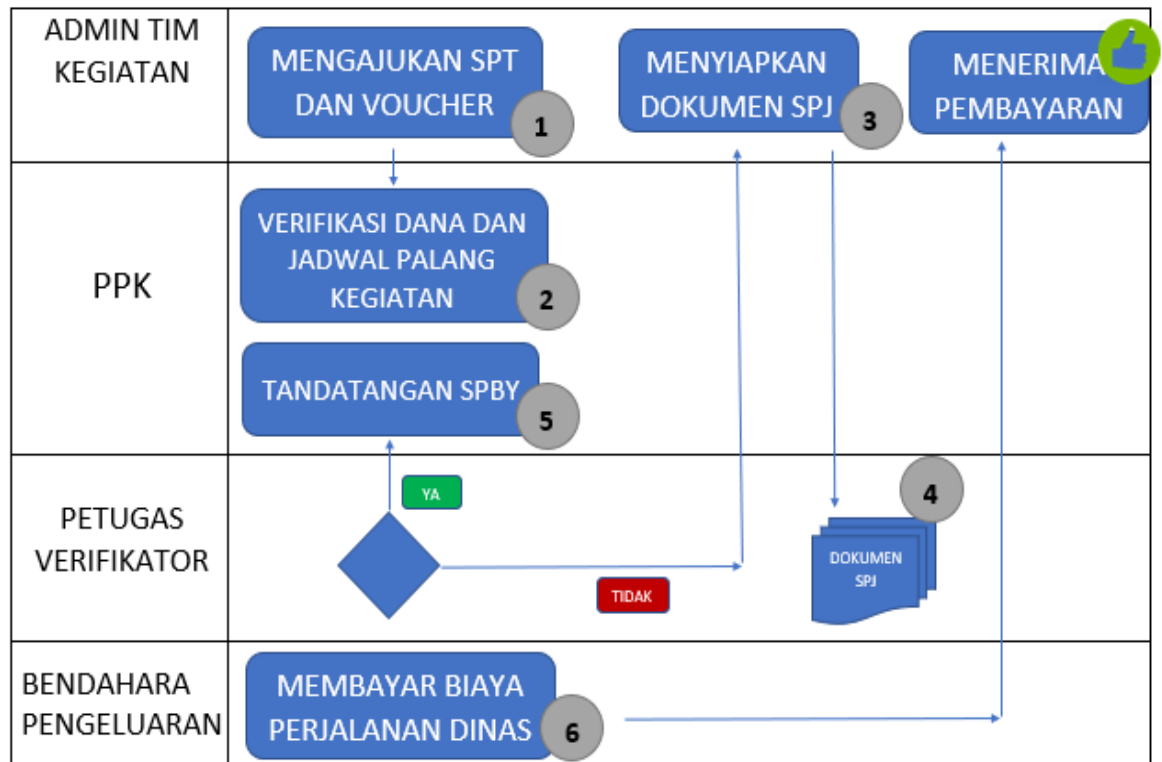 ADMIN TIM
KEGIATAN
MENGAJUKAN SPT
DAN VOUCHER
1
MENYIAPKAN
DOKUMEN SPJ
3
MENERIMA
PEMBAYARAN
PPK
VERIFIKASI DANA DAN
JADWAL PALANG
KEGIATAN
2
TANDATANGAN SPBY
5
PETUGAS
VERIFIKATOR
YA
TIDAK
4
DOKUMEN
SPJ
BENDAHARA
PENGELUARAN
MEMBAYAR BIAYA
PERJALANAN DINAS
6